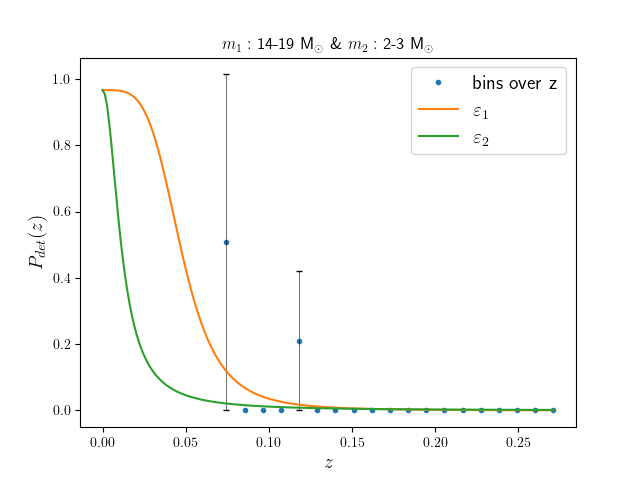 m₁ : 14-19 M⊙ & m₂ : 2-3 M⊙
P_det(z)
1.0
0.8
0.6
0.4
0.2
0.0
bins over z
ε₁
ε₂
0.00 0.05 0.10 0.15 0.20 0.25
z